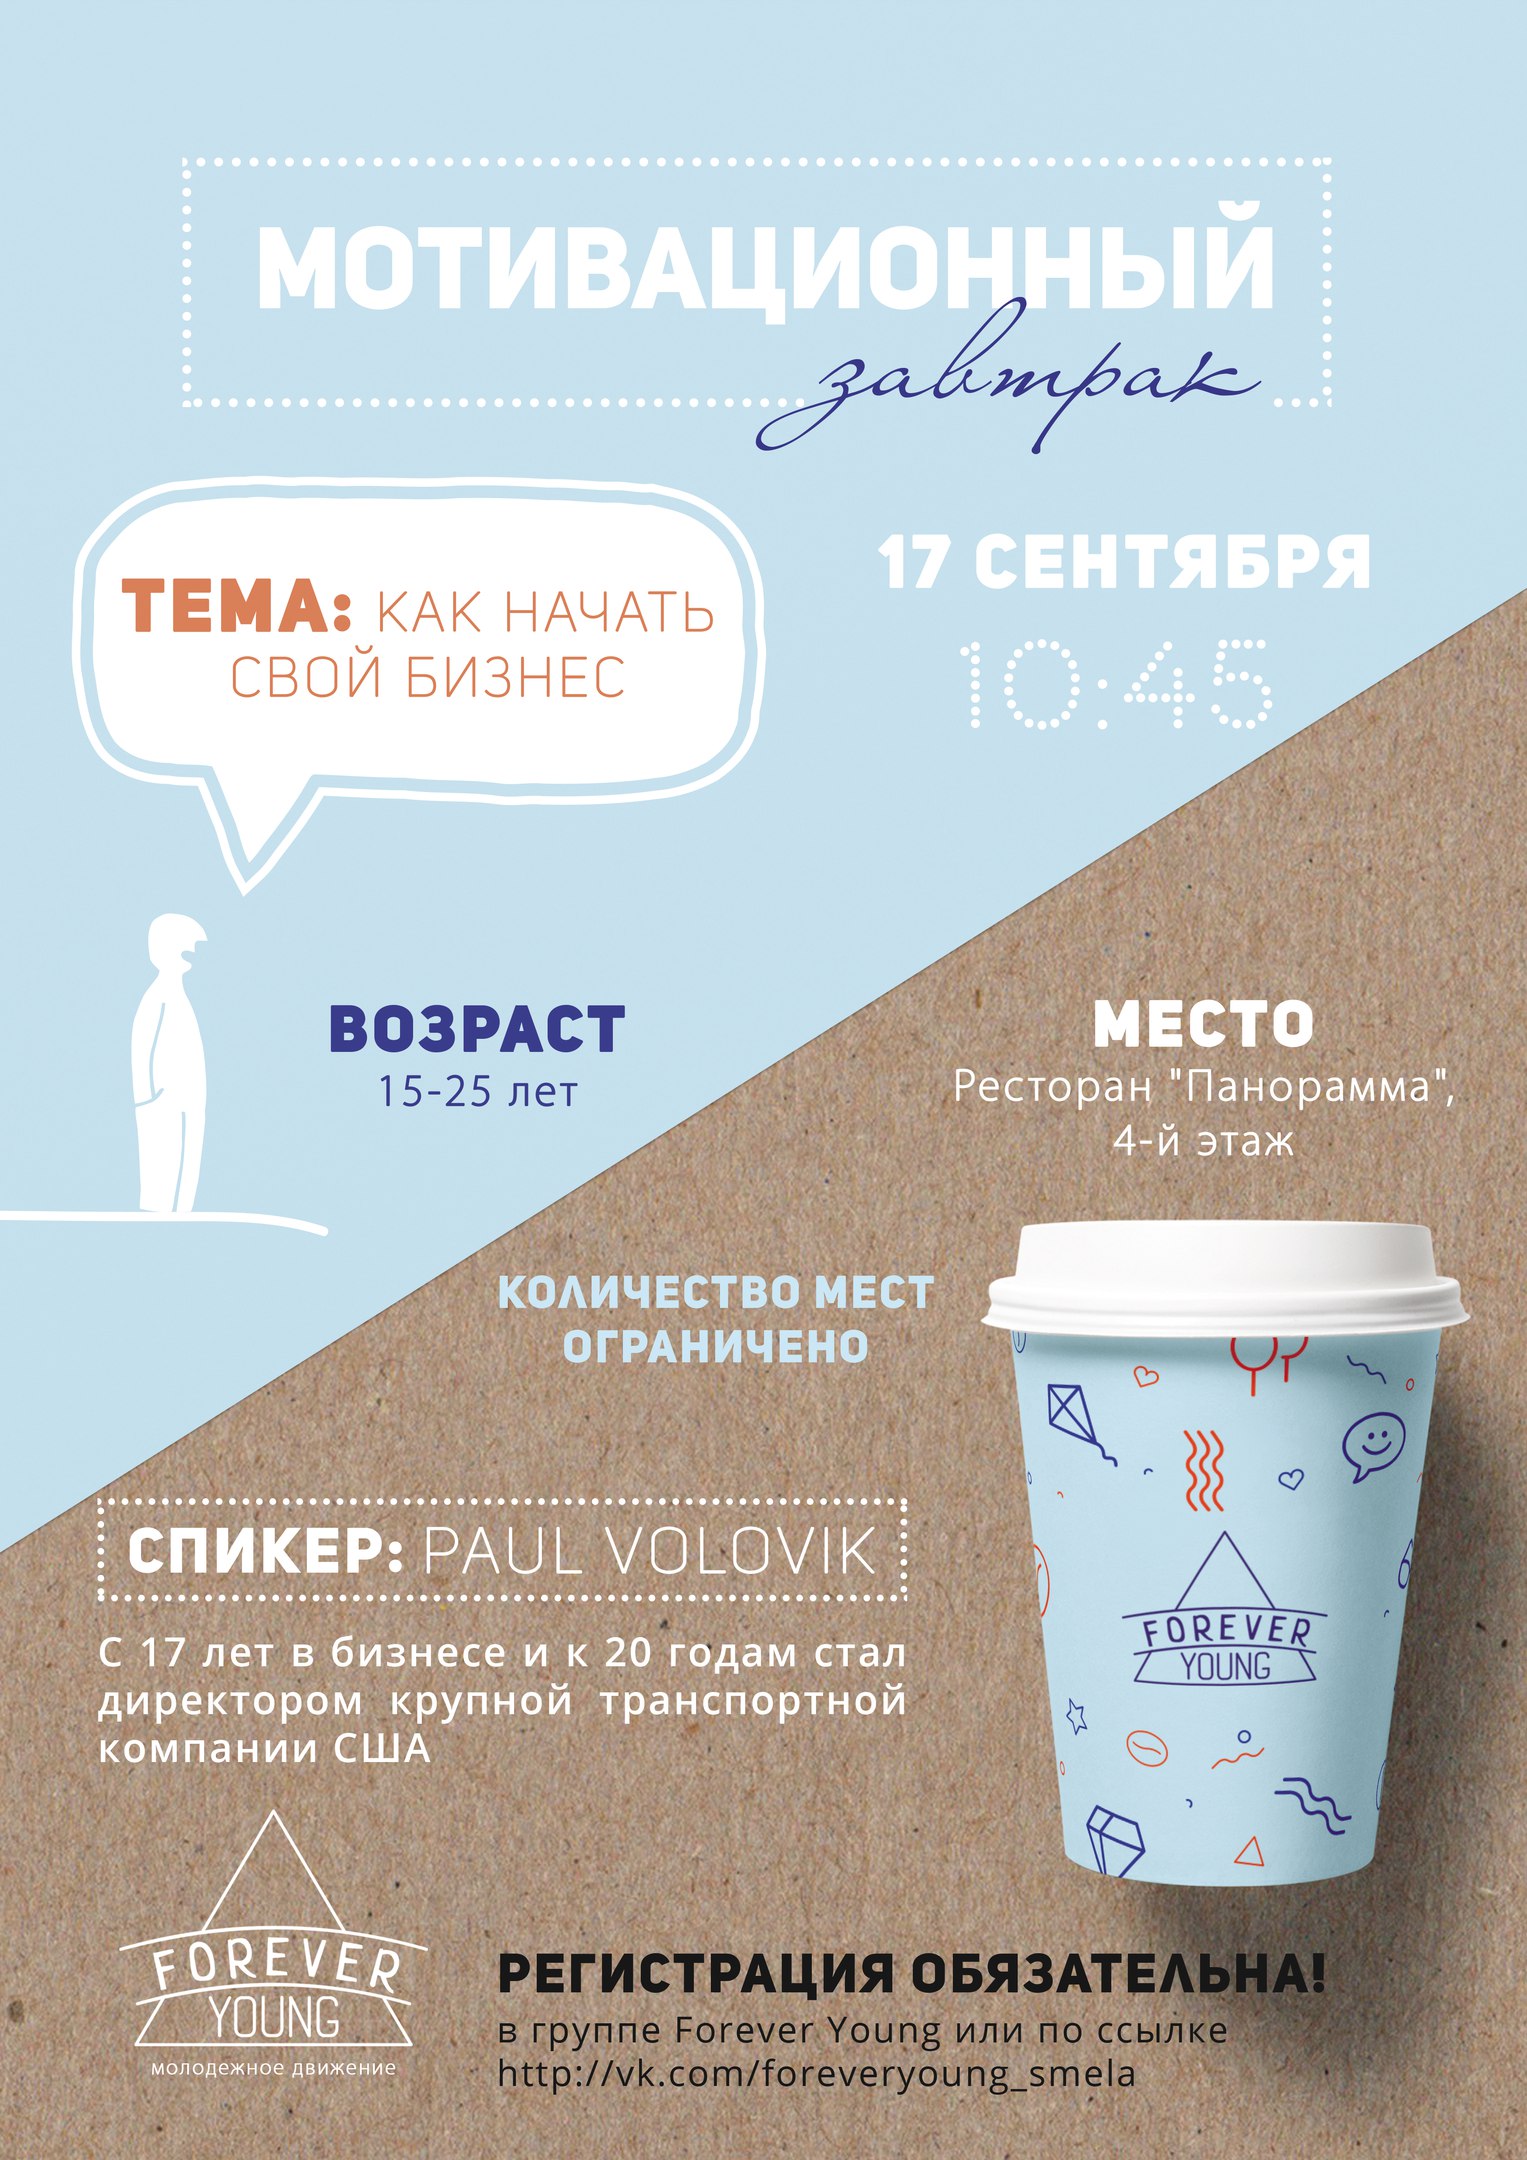 МОТИВАЦИОННЫЙ
завтрак
ТЕМА: КАК НАЧАТЬ
СВОЙ БИЗНЕС
17 СЕНТЯБРЯ
10:45
ВОЗРАСТ
15-25 лет
МЕСТО
Ресторан "Панорамма",
4-й этаж
КОЛИЧЕСТВО МЕСТ
ОГРАНИЧЕНО
СПИКЕР: PAUL VOLOVIK
С 17 лет в бизнесе и к 20 годам стал
директором крупной транспортной
компании США
FOREVER
YOUNG
FOREVER
YOUNG
молодежное движение
РЕГИСТРАЦИЯ ОБЯЗАТЕЛЬНА!
в группе Forever Young или по ссылке
http://vk.com/foreveryoung_smela